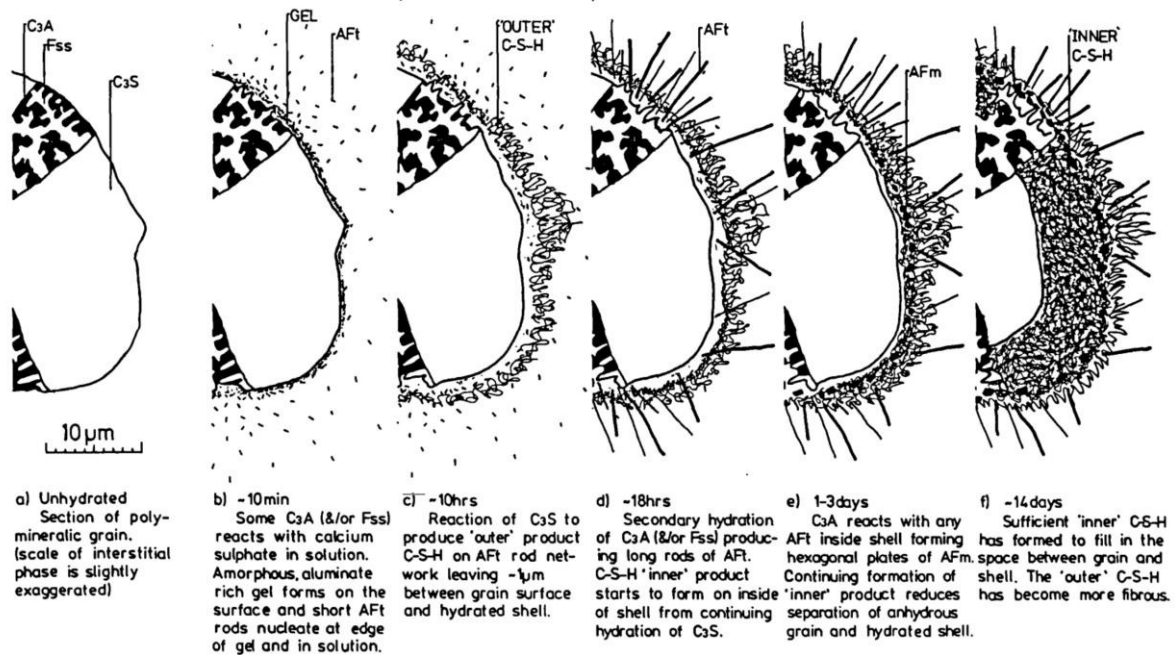 C₃A
Fss
C₃S
GEL
AFt
'OUTER'
C-S-H
AFt
AFm
'INNER'
C-S-H
10 µm
a) Unhydrated
Section of poly-
mineralic grain.
(scale of interstitial
phase is slightly
exaggerated)
b) ~10min
Some C₃A (&/or Fss)
reacts with calcium
sulphate in solution.
Amorphous, aluminate
rich gel forms on the
surface and short AFt
rods nucleate at edge
of gel and in solution.
c) ~10hrs
Reaction of C₃S to
produce 'outer' product
C-S-H on AFt rod net-
work leaving ~1µm
between grain surface
and hydrated shell.
d) ~18hrs
Secondary hydration
of C₃A (&/or Fss) produc-
ing long rods of AFt.
C-S-H 'inner' product
starts to form on inside
of shell from continuing
hydration of C₃S.
e) 1-3days
C₃A reacts with any
AFt inside shell forming
hexagonal plates of AFm.
Continuing formation of
'inner' product reduces
separation of anhydrous
grain and hydrated shell.
f) ~14days
Sufficient 'inner' C-S-H
has formed to fill in the
space between grain and
shell. The 'outer' C-S-H
has become more fibrous.